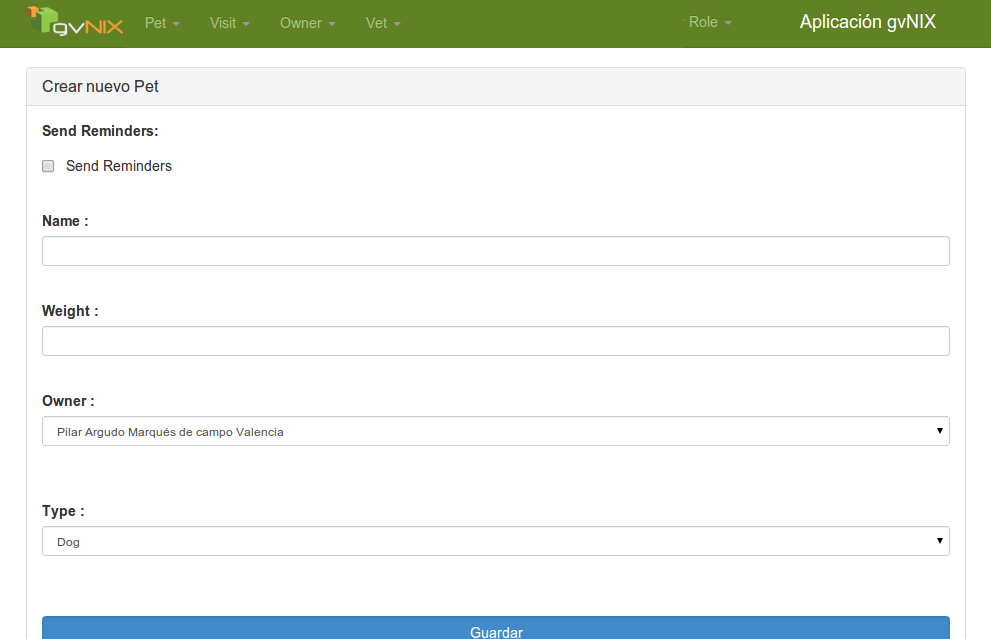 gvNIX Pet Visit Owner Vet Role Aplicación gvNIX
Crear nuevo Pet
Send Reminders:
Send Reminders
Name :
Weight :
Owner :
Pilar Argudo Marqués de campo Valencia
Type :
Dog
Guardar